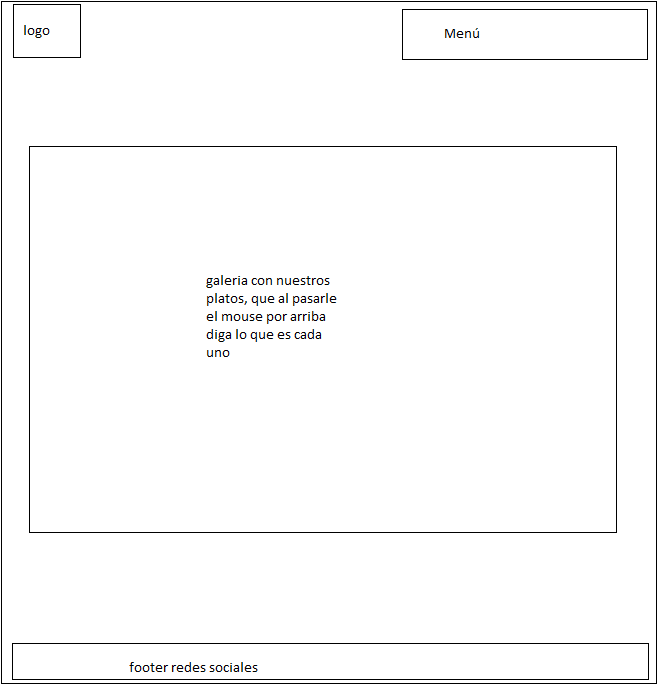 logo
Menú
galeria con nuestros
platos, que al pasarle
el mouse por arriba
diga lo que es cada
uno
footer redes sociales